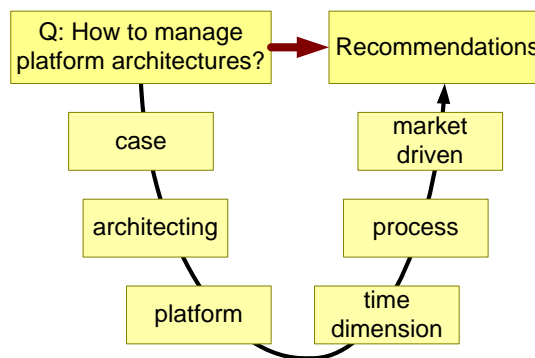 Q: How to manage
platform architectures?
Recommendations
case
architecting
platform
time
dimension
process
market
driven